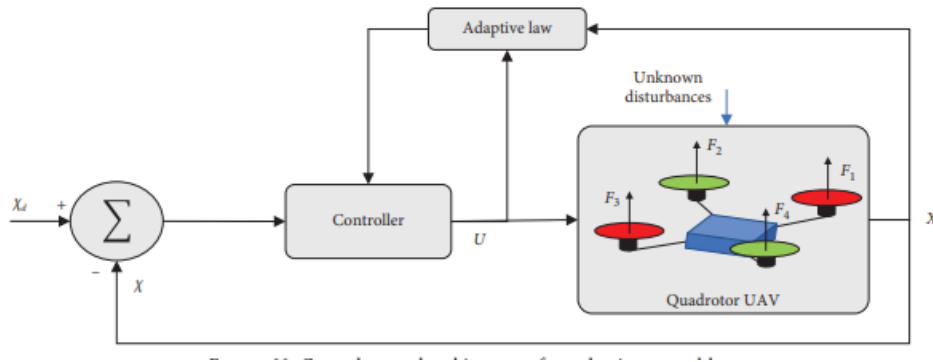 Adaptive law
Unknown
disturbances
F₂
F₁
F₃
F₄
χd
+
∑
Controller
U
χ
−
χ
Quadrotor UAV